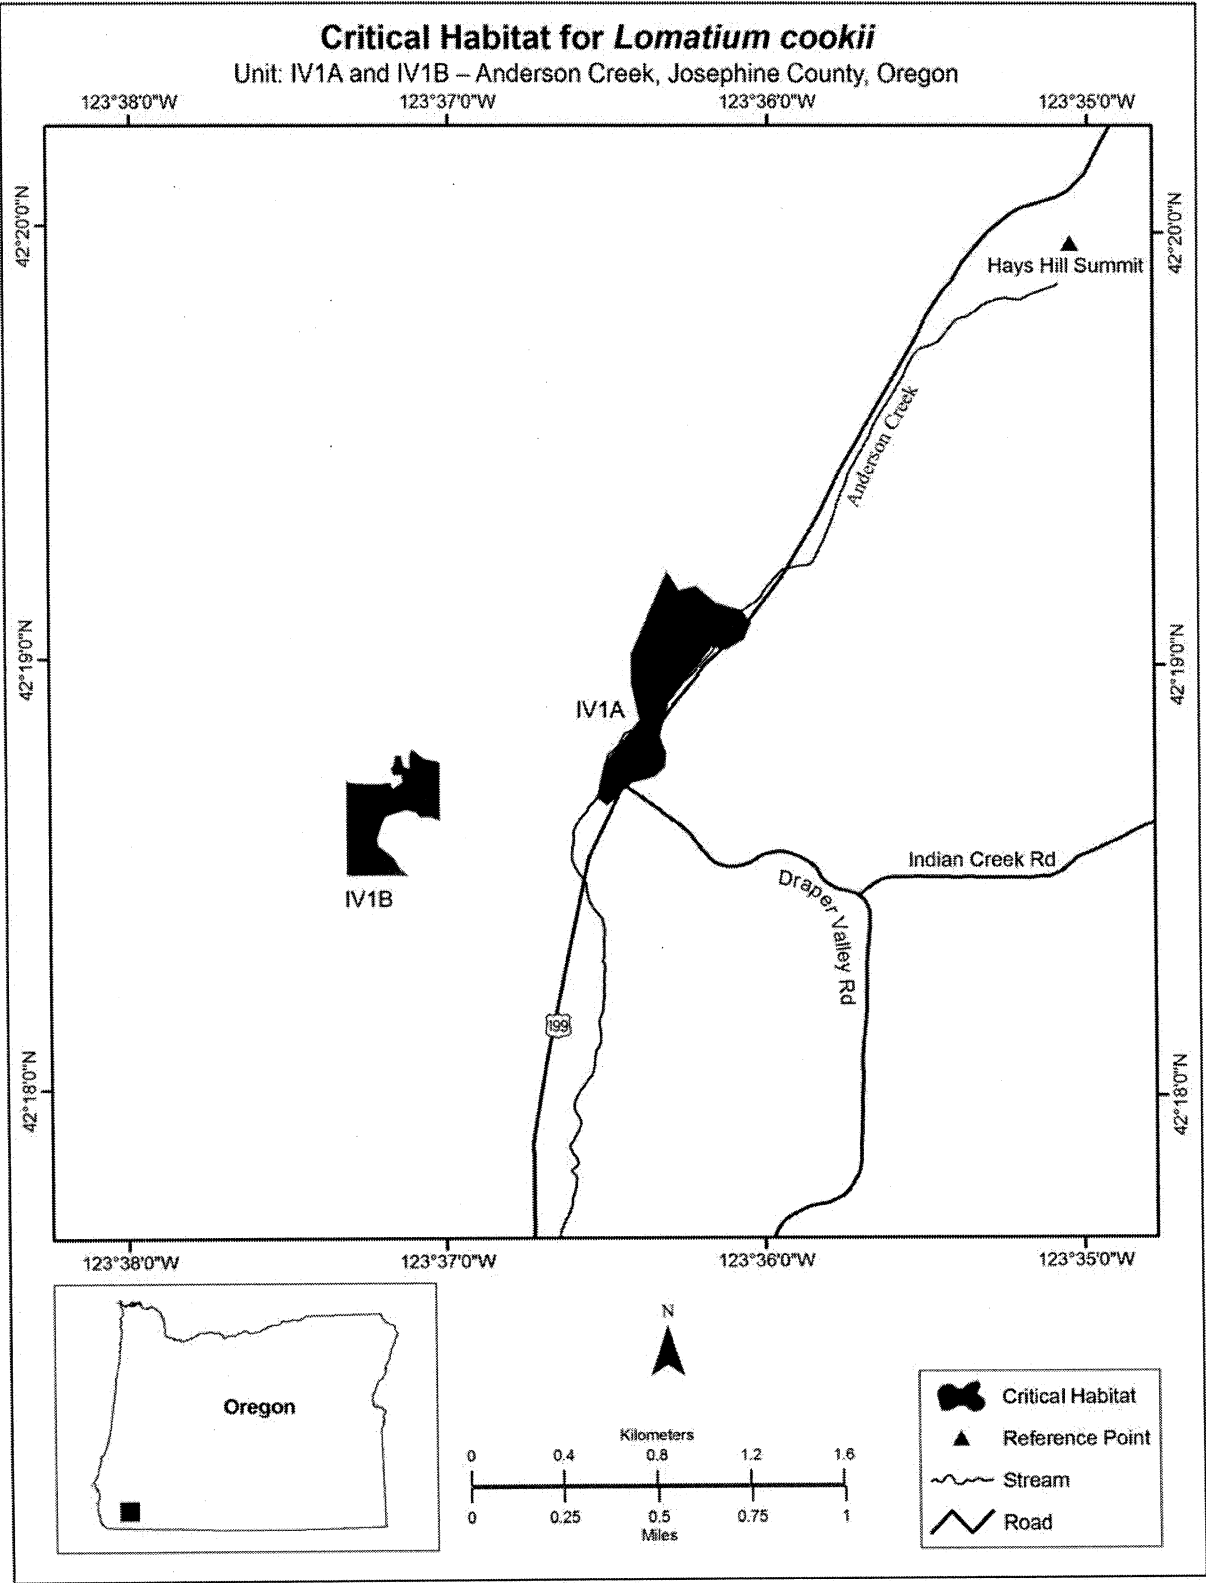 Critical Habitat for Lomatium cookii
Unit: IV1A and IV1B – Anderson Creek, Josephine County, Oregon
123°38'0"W 123°37'0"W 123°36'0"W 123°35'0"W
42°20'0"N
42°20'0"N
Hays Hill Summit
Anderson Creek
42°19'0"N
42°19'0"N
IV1A
IV1B
Indian Creek Rd
Draper Valley Rd
199
42°18'0"N
42°18'0"N
123°38'0"W 123°37'0"W 123°36'0"W 123°35'0"W
Oregon
N
Kilometers
0 0.4 0.8 1.2 1.6
0 0.25 0.5 0.75 1
Miles
Critical Habitat
Reference Point
Stream
Road